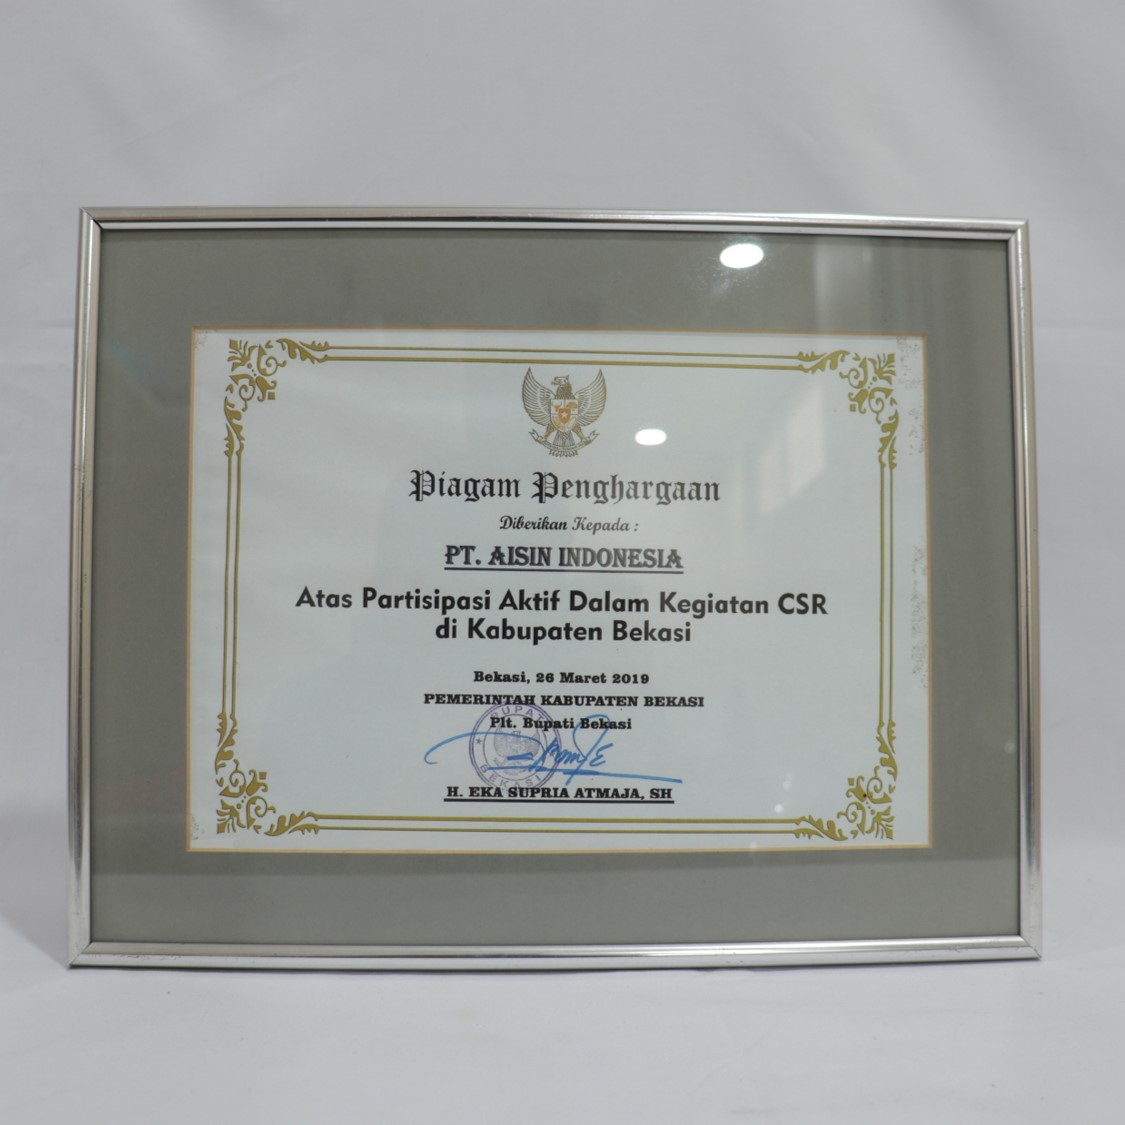 Piagam Penghargaan
Diberikan Kepada :
PT. AISIN INDONESIA
Atas Partisipasi Aktif Dalam Kegiatan CSR
di Kabupaten Bekasi
Bekasi, 26 Maret 2019
PEMERINTAH KABUPATEN BEKASI
Plt. Bupati Bekasi
BUPATI
BEKASI
H. EKA SUPRIA ATMAJA, SH